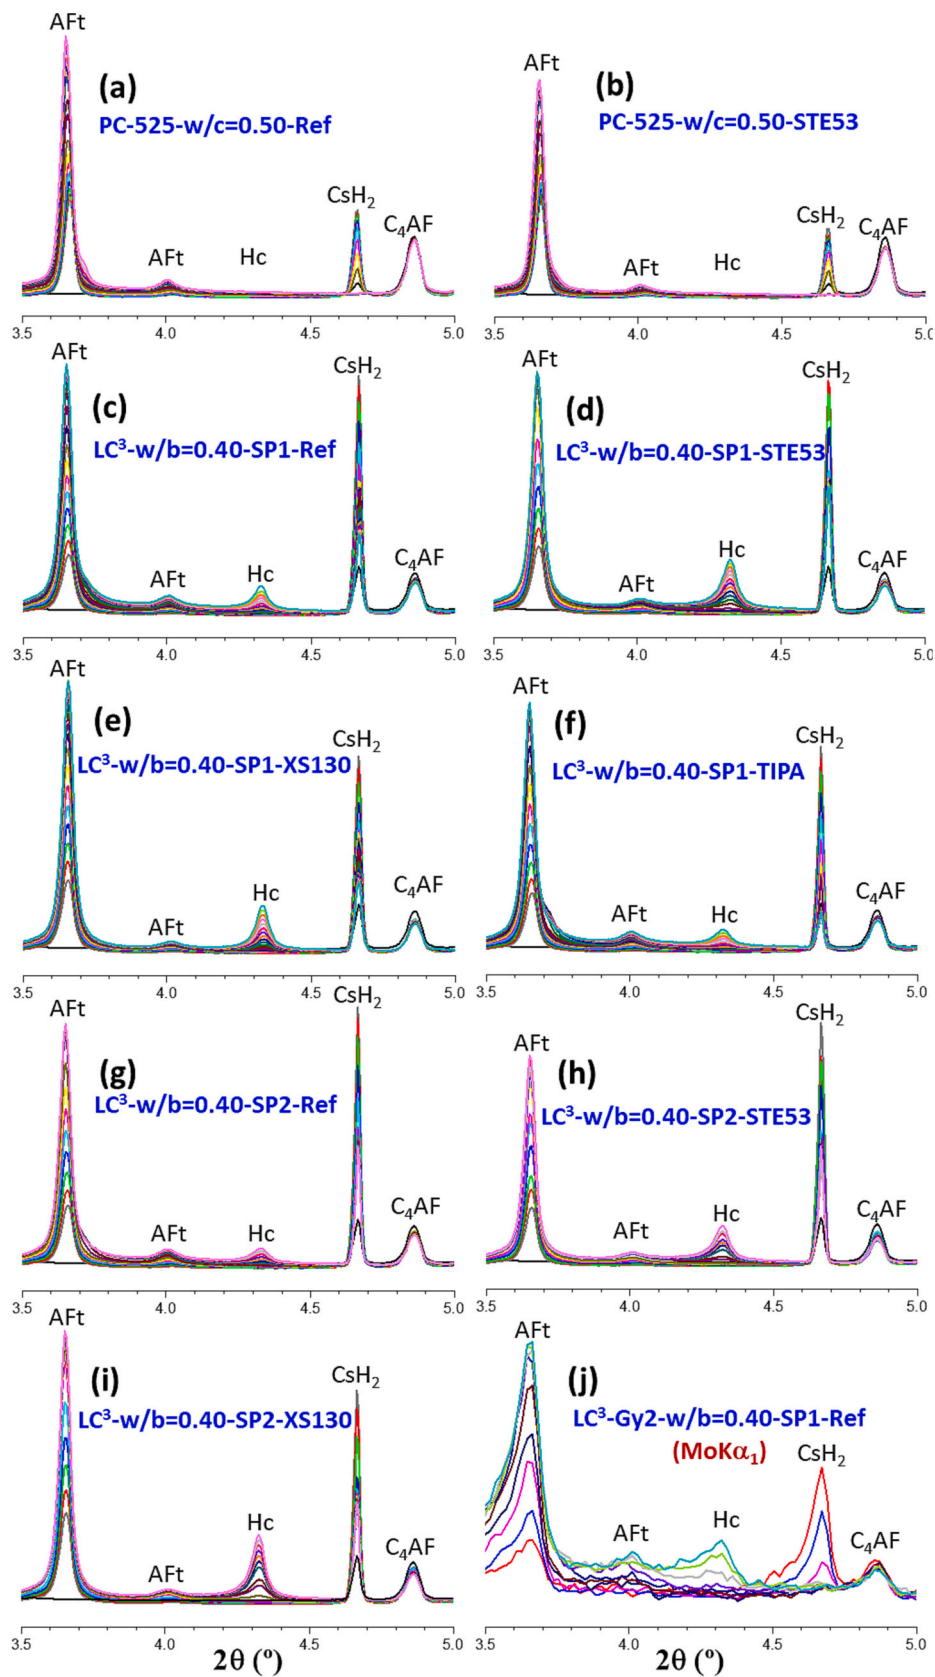 AFt
(a)
PC-525-w/c=0.50-Ref
CsH₂
C₄AF
AFt
Hc
3.5 4.0 4.5 5.0
AFt
(b)
PC-525-w/c=0.50-STE53
CsH₂
C₄AF
AFt
Hc
3.5 4.0 4.5 5.0
AFt
(c)
LC³-w/b=0.40-SP1-Ref
CsH₂
C₄AF
AFt
Hc
3.5 4.0 4.5 5.0
AFt
(d)
LC³-w/b=0.40-SP1-STE53
CsH₂
C₄AF
AFt
Hc
3.5 4.0 4.5 5.0
AFt
(e)
LC³-w/b=0.40-SP1-XS130
CsH₂
C₄AF
AFt
Hc
3.5 4.0 4.5 5.0
AFt
(f)
LC³-w/b=0.40-SP1-TIPA
CsH₂
C₄AF
AFt
Hc
3.5 4.0 4.5 5.0
AFt
(g)
LC³-w/b=0.40-SP2-Ref
CsH₂
C₄AF
AFt
Hc
3.5 4.0 4.5 5.0
AFt
(h)
LC³-w/b=0.40-SP2-STE53
CsH₂
C₄AF
AFt
Hc
3.5 4.0 4.5 5.0
AFt
(i)
LC³-w/b=0.40-SP2-XS130
CsH₂
C₄AF
AFt
Hc
3.5 4.0 4.5 5.0
2θ (º)
AFt
(j)
LC³-Gy2-w/b=0.40-SP1-Ref
(MoKα₁)
CsH₂
C₄AF
AFt
Hc
3.5 4.0 4.5 5.0
2θ (º)